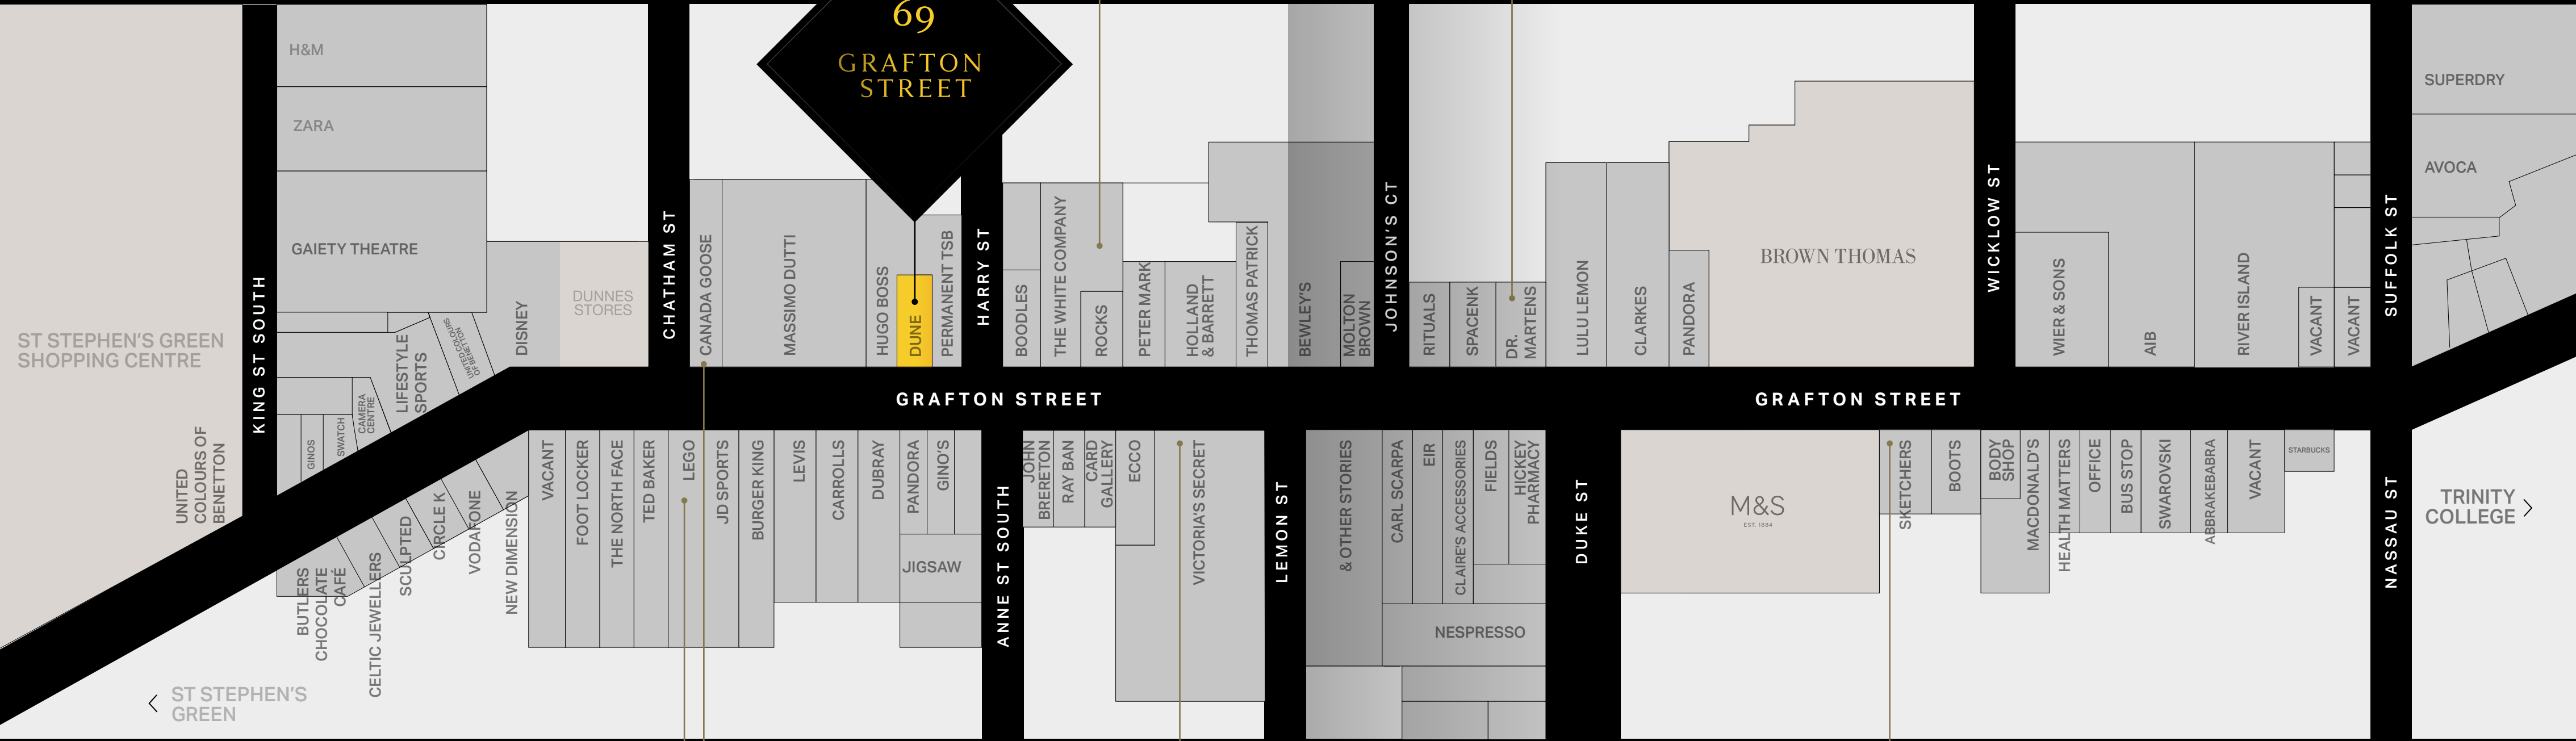 H&M
ZARA
GAIETY THEATRE
ST STEPHEN'S GREEN
SHOPPING CENTRE
UNITED
COLOURS OF
BENETTON
KING ST SOUTH
GINOS
SWATCH
CAMERA
CENTRE
LIFESTYLE
SPORTS
UNITED COLOURS
OF BENETTON
DISNEY
DUNNES
STORES
CHATHAM ST
CANADA GOOSE
MASSIMO DUTTI
HUGO BOSS
DUNE
PERMANENT TSB
69
GRAFTON
STREET
HARRY ST
BOODLES
THE WHITE COMPANY
ROCKS
PETER MARK
HOLLAND
& BARRETT
THOMAS PATRICK
BEWLEY'S
MOLTON
BROWN
JOHNSON'S CT
RITUALS
SPACENK
DR.
MARTENS
LULU LEMON
CLARKES
PANDORA
BROWN THOMAS
WICKLOW ST
WIER & SONS
AIB
RIVER ISLAND
VACANT
VACANT
SUFFOLK ST
SUPERDRY
AVOCA
GRAFTON STREET
GRAFTON STREET
BUTLERS
CHOCOLATE
CAFÉ
CELTIC JEWELLERS
SCULPTED
CIRCLE K
VODAFONE
NEW DIMENSION
VACANT
FOOT LOCKER
THE NORTH FACE
TED BAKER
LEGO
JD SPORTS
BURGER KING
LEVIS
CARROLLS
DUBRAY
PANDORA
GINO'S
JIGSAW
ANNE ST SOUTH
JOHN
BRERETON
RAY BAN
CARD
GALLERY
ECCO
VICTORIA'S SECRET
LEMON ST
& OTHER STORIES
CARL SCARPA
EIR
CLAIRE'S ACCESSORIES
FIELDS
HICKEY
PHARMACY
NESPRESSO
DUKE ST
M&S
EST. 1884
SKETCHERS
BOOTS
BODY
SHOP
MACDONALD'S
HEALTH MATTERS
OFFICE
BUS STOP
SWAROVSKI
ABBRAKEBABRA
VACANT
STARBUCKS
NASSAU ST
TRINITY
COLLEGE
ST STEPHEN'S
GREEN